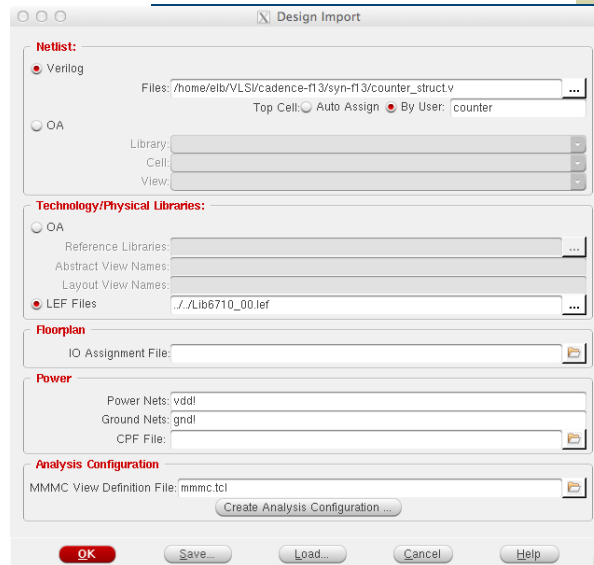 Design Import
Netlist:
Verilog
Files: /home/elb/VLSI/cadence-f13/syn-f13/counter_struct.v ...
Top Cell: Auto Assign By User: counter
OA
Library:
Cell:
View:
Technology/Physical Libraries:
OA
Reference Libraries: ...
Abstract View Names:
Layout View Names:
LEF Files ../../Lib6710_00.lef ...
Floorplan
IO Assignment File:
Power
Power Nets: vdd!
Ground Nets: gnd!
CPF File:
Analysis Configuration
MMMC View Definition File: mmmc.tcl
Create Analysis Configuration ...
OK Save... Load... Cancel Help